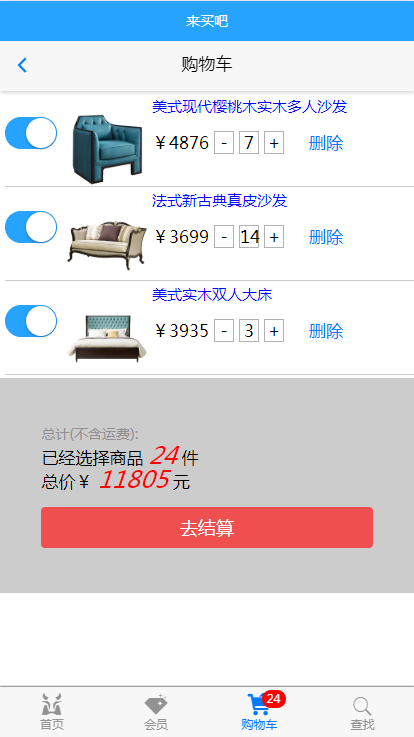 来买吧
购物车
美式现代樱桃木实木多人沙发
￥4876 - 7 + 删除
法式新古典真皮沙发
￥3699 - 14 + 删除
美式实木双人大床
￥3935 - 3 + 删除
总计(不含运费):
已经选择商品 24 件
总价￥ 11805 元
去结算
24
首页 会员 购物车 查找